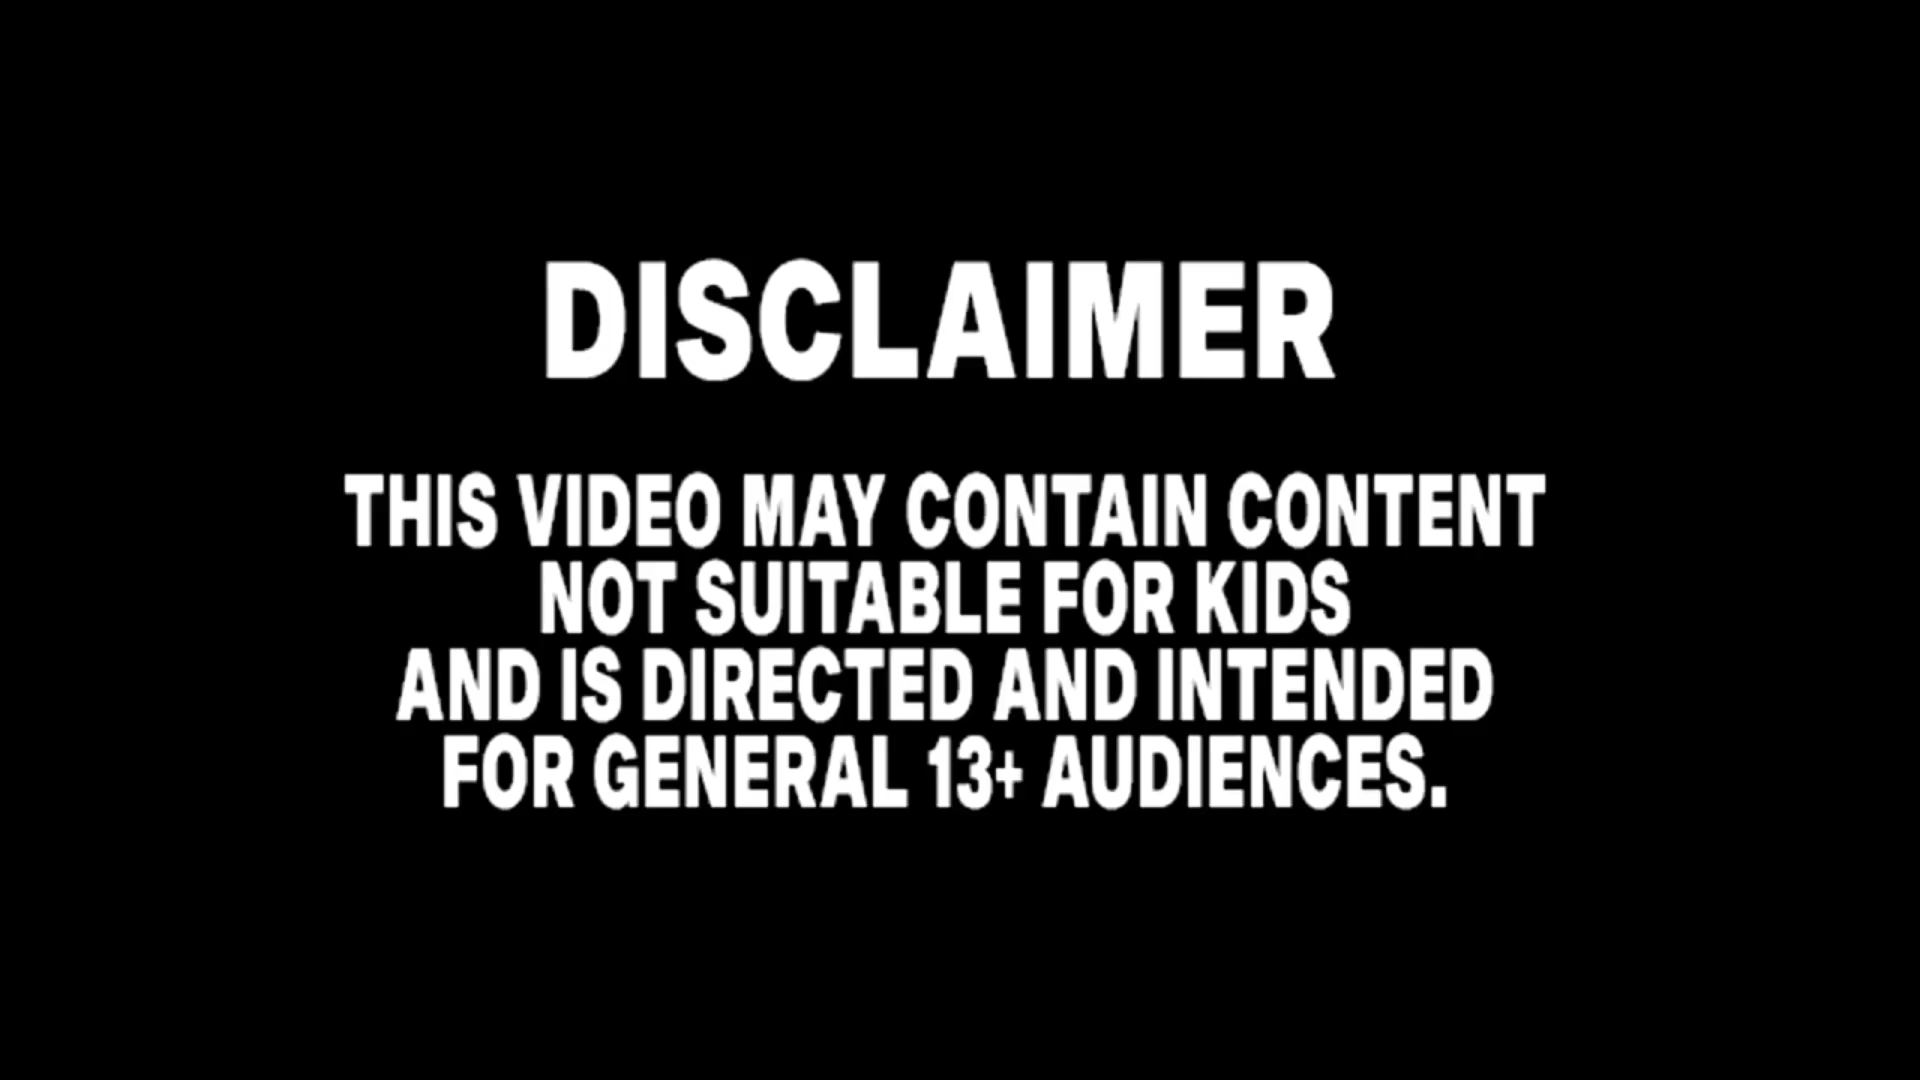 DISCLAIMER
THIS VIDEO MAY CONTAIN CONTENT
NOT SUITABLE FOR KIDS
AND IS DIRECTED AND INTENDED
FOR GENERAL 13+ AUDIENCES.